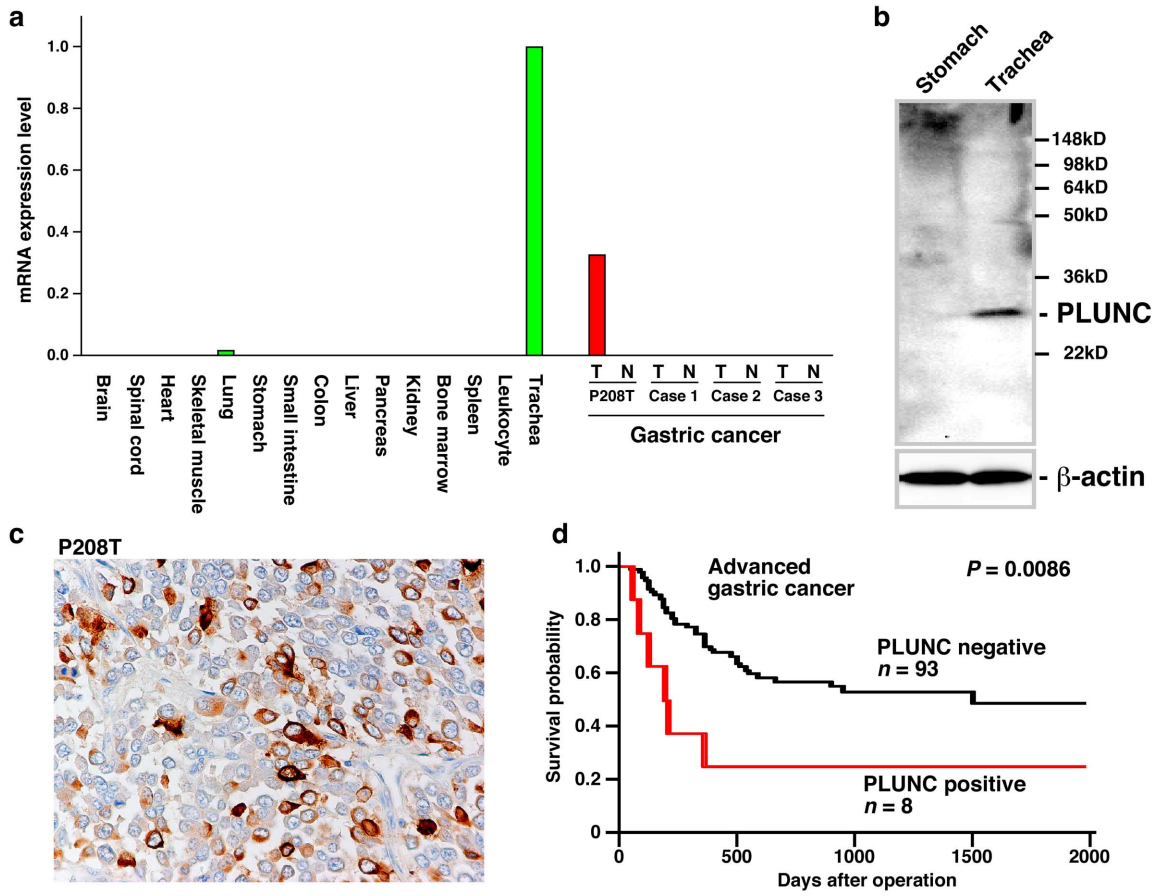 a
mRNA expression level
1.0
0.8
0.6
0.4
0.2
0.0
Brain
Spinal cord
Heart
Skeletal muscle
Lung
Stomach
Small intestine
Colon
Liver
Pancreas
Kidney
Bone marrow
Spleen
Leukocyte
Trachea
T N T N T N T N
P208T Case 1 Case 2 Case 3
Gastric cancer
b
Stomach Trachea
148kD
98kD
64kD
50kD
36kD
- PLUNC
22kD
- β-actin
c
P208T
d
Survival probability
1.0
0.8
0.6
0.4
0.2
0
Advanced
gastric cancer
P = 0.0086
PLUNC negative
n = 93
PLUNC positive
n = 8
0 500 1000 1500 2000
Days after operation